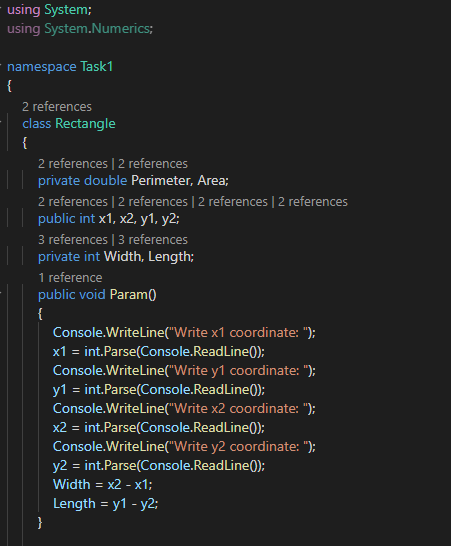 using System;
using System.Numerics;
namespace Task1
{
2 references
class Rectangle
{
2 references | 2 references
private double Perimeter, Area;
2 references | 2 references | 2 references | 2 references
public int x1, x2, y1, y2;
3 references | 3 references
private int Width, Length;
1 reference
public void Param()
{
Console.WriteLine("Write x1 coordinate: ");
x1 = int.Parse(Console.ReadLine());
Console.WriteLine("Write y1 coordinate: ");
y1 = int.Parse(Console.ReadLine());
Console.WriteLine("Write x2 coordinate: ");
x2 = int.Parse(Console.ReadLine());
Console.WriteLine("Write y2 coordinate: ");
y2 = int.Parse(Console.ReadLine());
Width = x2 - x1;
Length = y1 - y2;
}